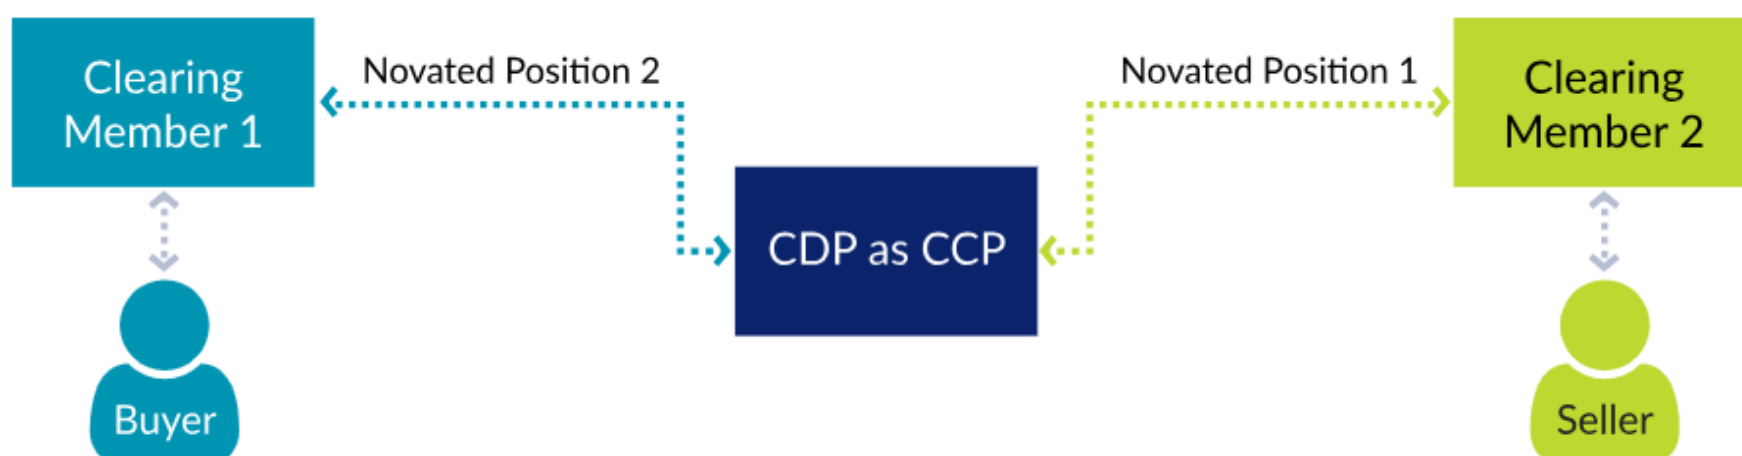 Clearing
Member 1
Novated Position 2
Novated Position 1
Clearing
Member 2
CDP as CCP
Buyer
Seller